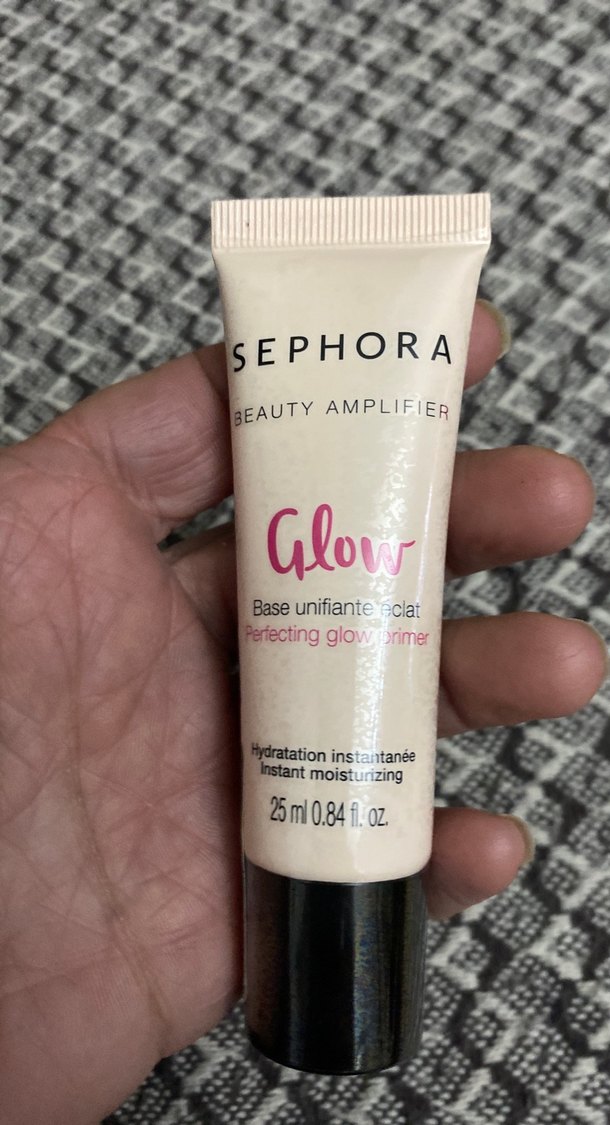 SEPHORA
BEAUTY AMPLIFIER
Glow
Base unifiante éclat
Perfecting glow primer
Hydratation instantanée
Instant moisturizing
25 ml 0.84 fl. oz.